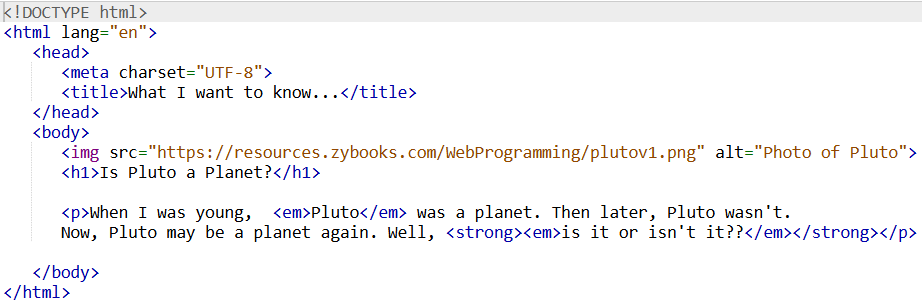 <!DOCTYPE html>
<html lang="en">
<head>
<meta charset="UTF-8">
<title>What I want to know...</title>
</head>
<body>
<img src="https://resources.zybooks.com/WebProgramming/plutov1.png" alt="Photo of Pluto">
<h1>Is Pluto a Planet?</h1>
<p>When I was young,  <em>Pluto</em> was a planet. Then later, Pluto wasn't.
Now, Pluto may be a planet again. Well, <strong><em>is it or isn't it??</em></strong></p>
</body>
</html>